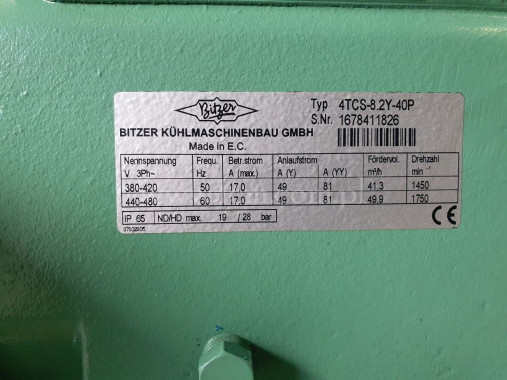 Bitzer
Typ 4TCS-8.2Y-40P
S.Nr. 1678411826
BITZER KÜHLMASCHINENBAU GMBH
Made in E.C.
Nennspannung Frequ. Betr.strom Anlaufstrom Fördervol. Drehzahl
V 3Ph~ Hz A (max.) A (Y) A (YY) m³/h min⁻¹
380-420 50 17.0 49 81 41.3 1450
440-480 60 17.0 49 81 49.9 1750
IP 65 ND/HD max. 19 / 28 bar
CE